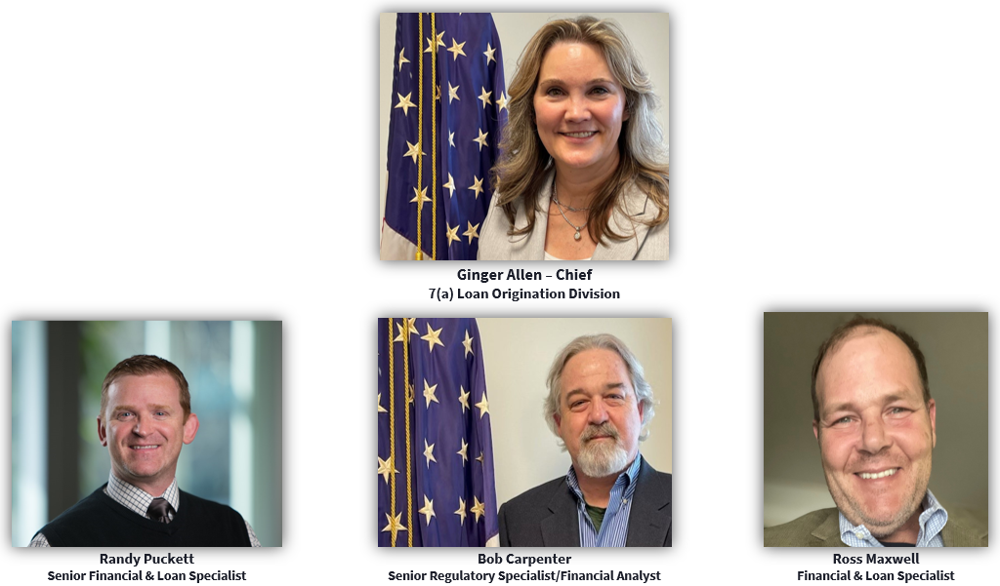 Ginger Allen – Chief
7(a) Loan Origination Division
Randy Puckett
Senior Financial & Loan Specialist
Bob Carpenter
Senior Regulatory Specialist/Financial Analyst
Ross Maxwell
Financial & Loan Specialist